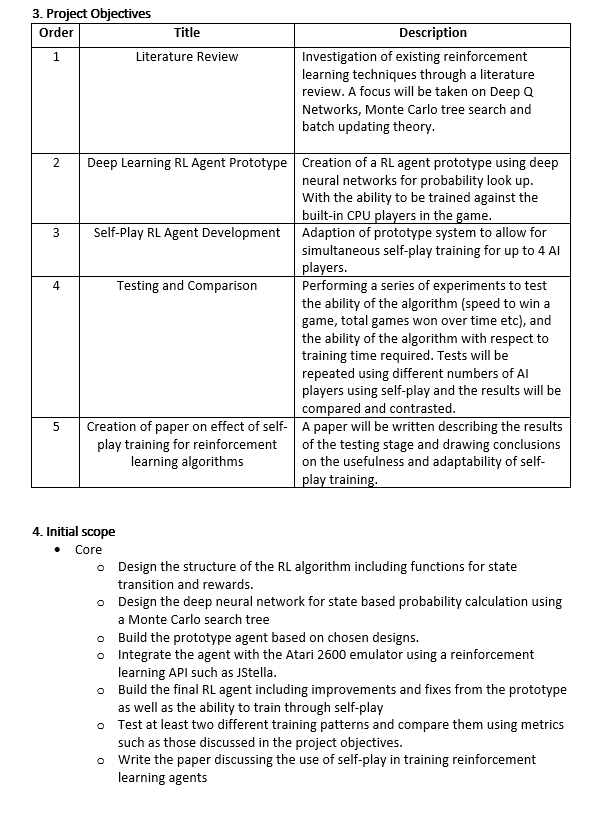 3. Project Objectives
Order Title Description
1 Literature Review Investigation of existing reinforcement
learning techniques through a literature
review. A focus will be taken on Deep Q
Networks, Monte Carlo tree search and
batch updating theory.
2 Deep Learning RL Agent Prototype Creation of a RL agent prototype using deep
neural networks for probability look up.
With the ability to be trained against the
built-in CPU players in the game.
3 Self-Play RL Agent Development Adaption of prototype system to allow for
simultaneous self-play training for up to 4 AI
players.
4 Testing and Comparison Performing a series of experiments to test
the ability of the algorithm (speed to win a
game, total games won over time etc), and
the ability of the algorithm with respect to
training time required. Tests will be
repeated using different numbers of AI
players using self-play and the results will be
compared and contrasted.
5 Creation of paper on effect of self- A paper will be written describing the results
play training for reinforcement of the testing stage and drawing conclusions
learning algorithms on the usefulness and adaptability of self-
play training.
4. Initial scope
• Core
o Design the structure of the RL algorithm including functions for state
transition and rewards.
o Design the deep neural network for state based probability calculation using
a Monte Carlo search tree
o Build the prototype agent based on chosen designs.
o Integrate the agent with the Atari 2600 emulator using a reinforcement
learning API such as JStella.
o Build the final RL agent including improvements and fixes from the prototype
as well as the ability to train through self-play
o Test at least two different training patterns and compare them using metrics
such as those discussed in the project objectives.
o Write the paper discussing the use of self-play in training reinforcement
learning agents